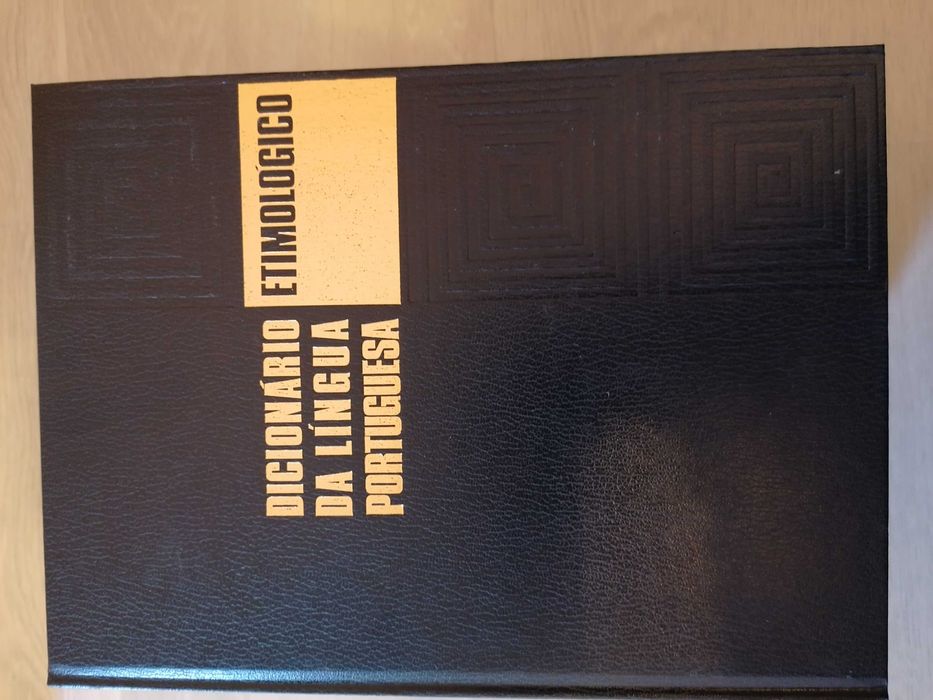 DICIONÁRIO
DA LÍNGUA
PORTUGUESA
ETIMOLÓGICO